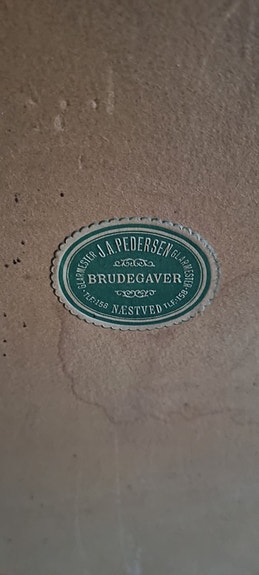 J.A. PEDERSEN
GLARMESTER
GLARMESTER
BRUDEGAVER
TLF: 158
NÆSTVED
TLF: 158